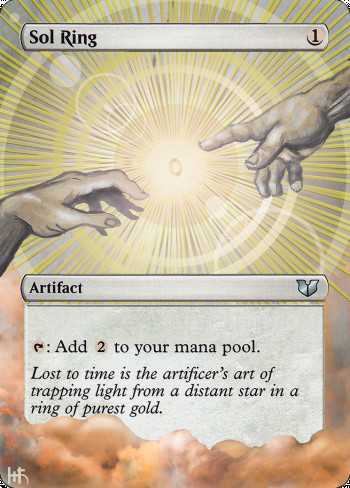 Sol Ring 1
Artifact
: Add 2 to your mana pool.
Lost to time is the artificer's art of
trapping light from a distant star in a
ring of purest gold.